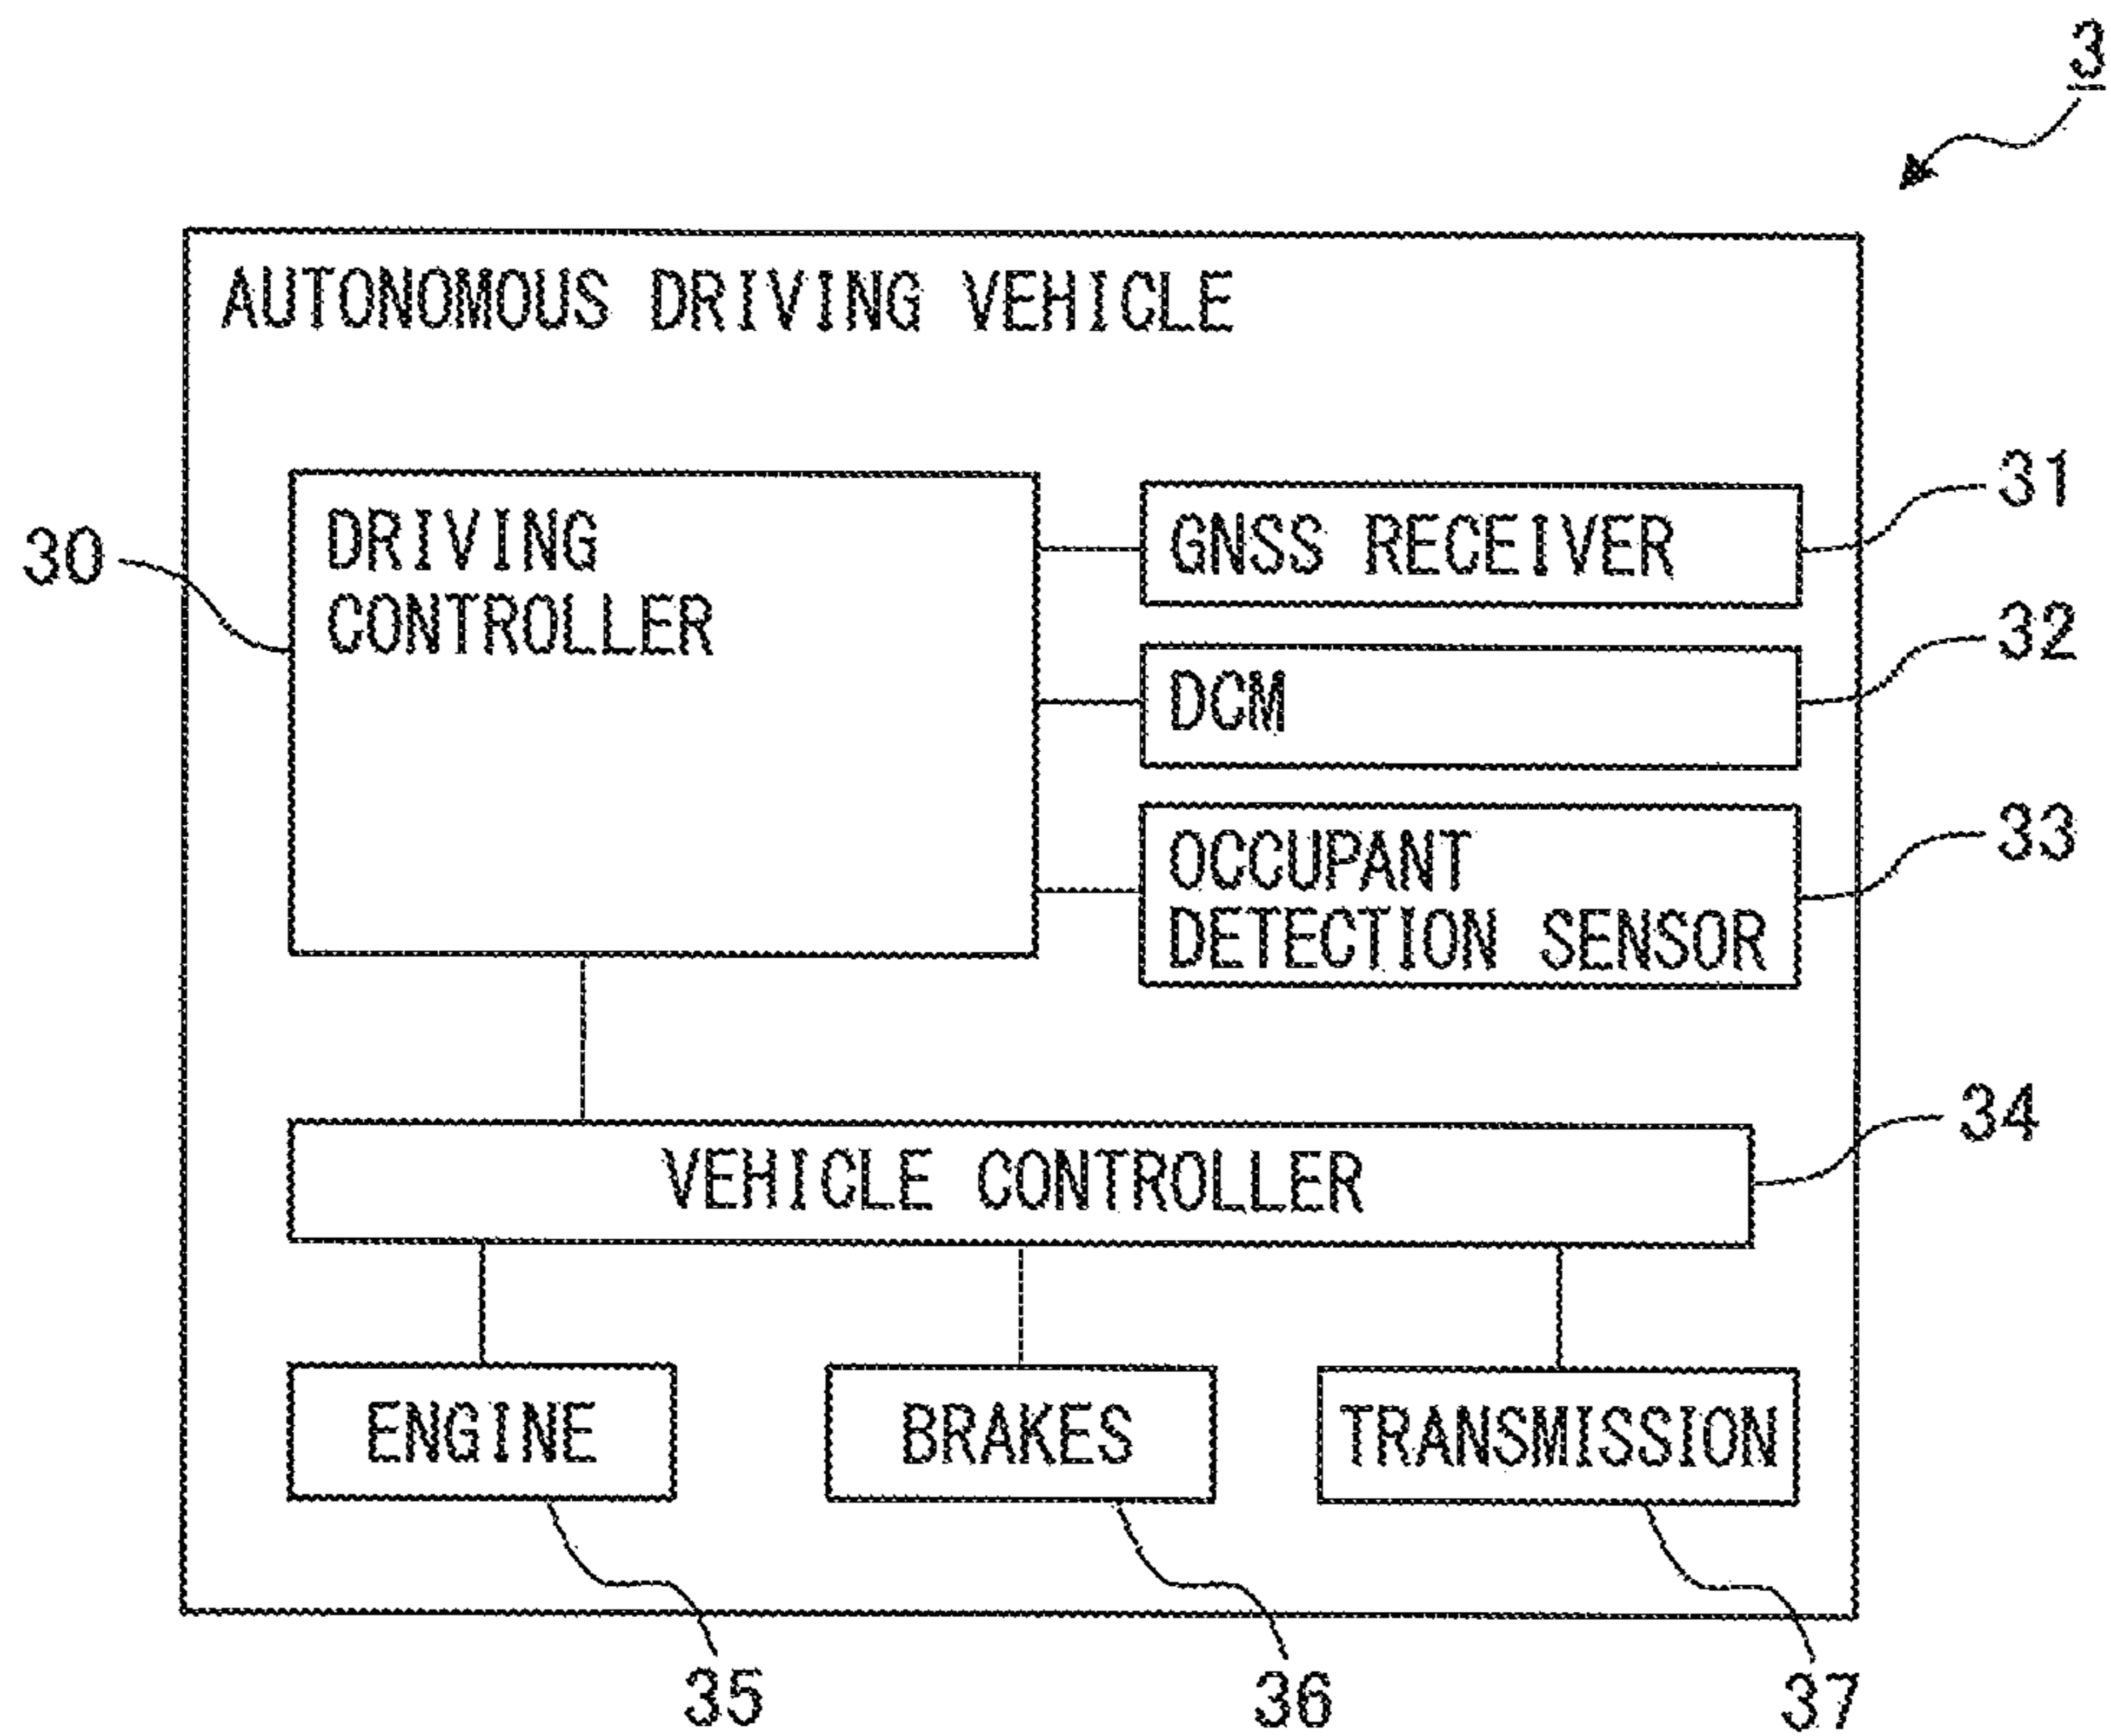 3
AUTONOMOUS DRIVING VEHICLE
30
DRIVING
CONTROLLER
GNSS RECEIVER
31
DCM
32
OCCUPANT
DETECTION SENSOR
33
VEHICLE CONTROLLER
34
ENGINE
BRAKES
TRANSMISSION
35
36
37